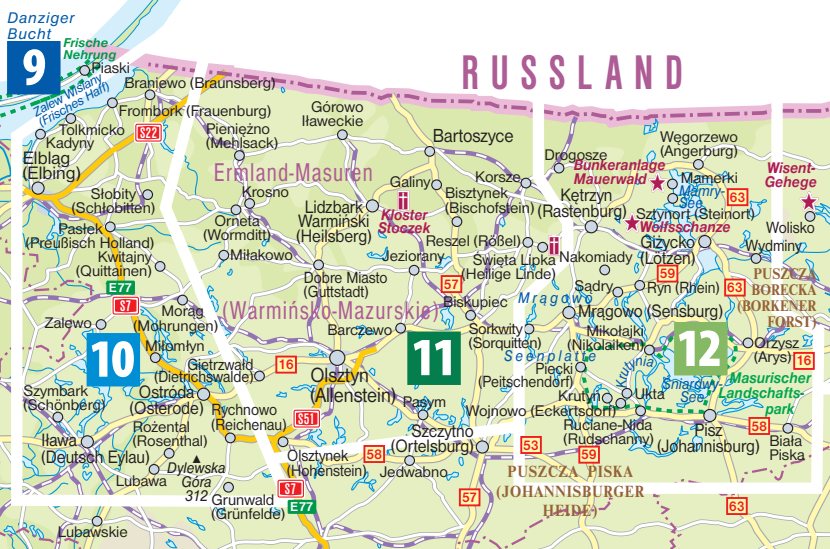 Danziger
Bucht
9
Frische
Nehrung
Piaski
Zalew Wiślany
(Frisches Haff)
RUSSLAND
Braniewo (Braunsberg)
Frombork (Frauenburg)
Tolkmicko
Kadyny
S22
Pieniężno
(Mehlsack)
Górowo
Iławeckie
Bartoszyce
Drogosze
Węgorzewo
(Angerburg)
Elbląg
(Elbing)
Ermland-Masuren
Bunkeranlage
Mauerwald
Mamerki
Wisent-
Gehege
Korsze
Galiny
Krosno
Słobity
(Schlobitten)
Bisztynek
(Bischofstein)
Kętrzyn
(Rastenburg)
Mamry-
See
63
Lidzbark
Warmiński
(Heilsberg)
Kloster
Stoczek
Sztynort (Steinort)
Wolfsschanze
Wolisko
Orneta
(Wormditt)
Pasłęk
(Preußisch Holland)
Reszel (Rößel)
Giżycko
(Lötzen)
Wydminy
Miłakowo
Kwitajny
(Quittainen)
Jeziorany
Święta Lipka
(Heilige Linde)
Nakomiady
59
PUSZCZA
BORECKA
(BORKENER
FORST)
Dobre Miasto
(Guttstadt)
57
Sądry
Ryn (Rhein)
63
E77
S7
Morąg
(Mohrungen)
(Warmińsko-Mazurskie)
Biskupiec
Mrągowo
Mrągowo (Sensburg)
Zalewo
Barczewo
Sorkwity
(Sorquitten)
Mikołajki
(Nikolaiken)
Miłomłyn
10
11
12
Orzysz
(Arys)
16
Seenplatte
Gietrzwałd
(Dietrichswalde)
16
Olsztyn
(Allenstein)
Piecki
(Peitschendorf)
Krutynia
Śniardwy-
See
Masurischer
Landschafts-
park
Szymbark
(Schönberg)
Ostróda
(Osterode)
Rychnowo
(Reichenau)
Pasym
Krutyń
Ukta
Wojnowo (Eckertsdorf)
S51
Ruciane-Nida
(Rudschanny)
58
Rożental
(Rosenthal)
Szczytno
(Ortelsburg)
Pisz
(Johannisburg)
Biała
Piska
Iława
(Deutsch Eylau)
Olsztynek
(Hohenstein)
58
53
59
Lubawa
Dylewska
Góra
312
Jedwabno
PUSZCZA PISKA
(JOHANNISBURGER
HEIDE)
S7
E77
Grunwald
(Grünfelde)
57
63
Lubawskie